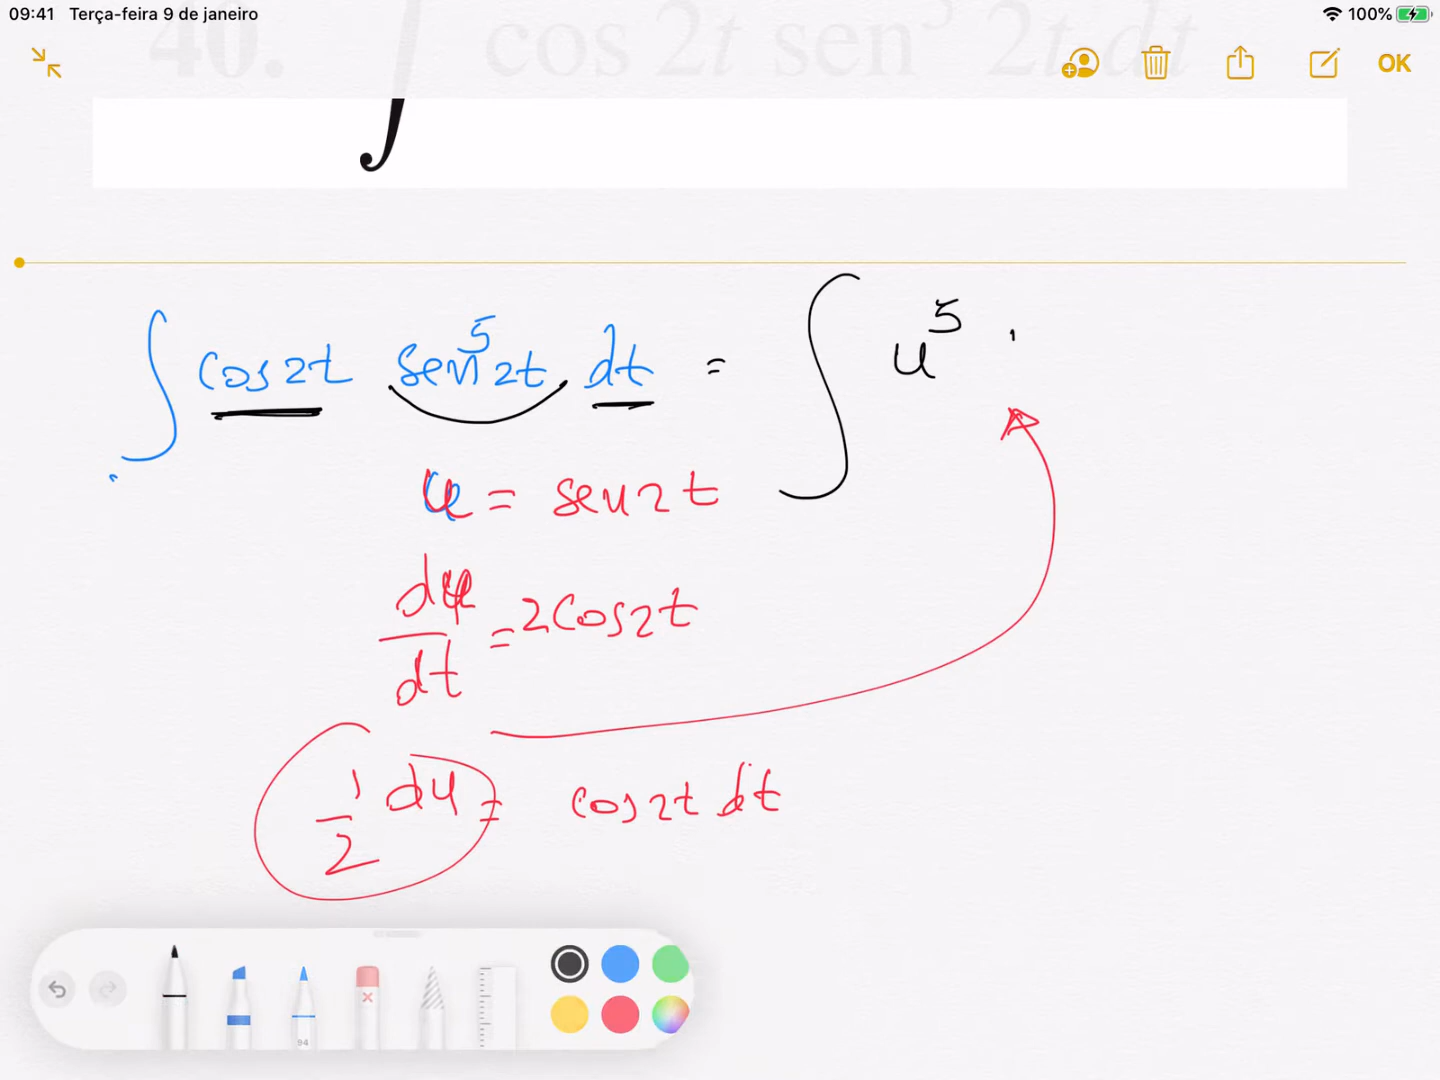 09:41 Terça-feira 9 de janeiro 100%
40. ∫ cos 2t sen⁵ 2t dt
OK
∫ cos 2t sen⁵ 2t dt = ∫ u⁵ ·
u = sen 2t
du/dt = 2 cos 2t
1/2 du = cos 2t dt
94